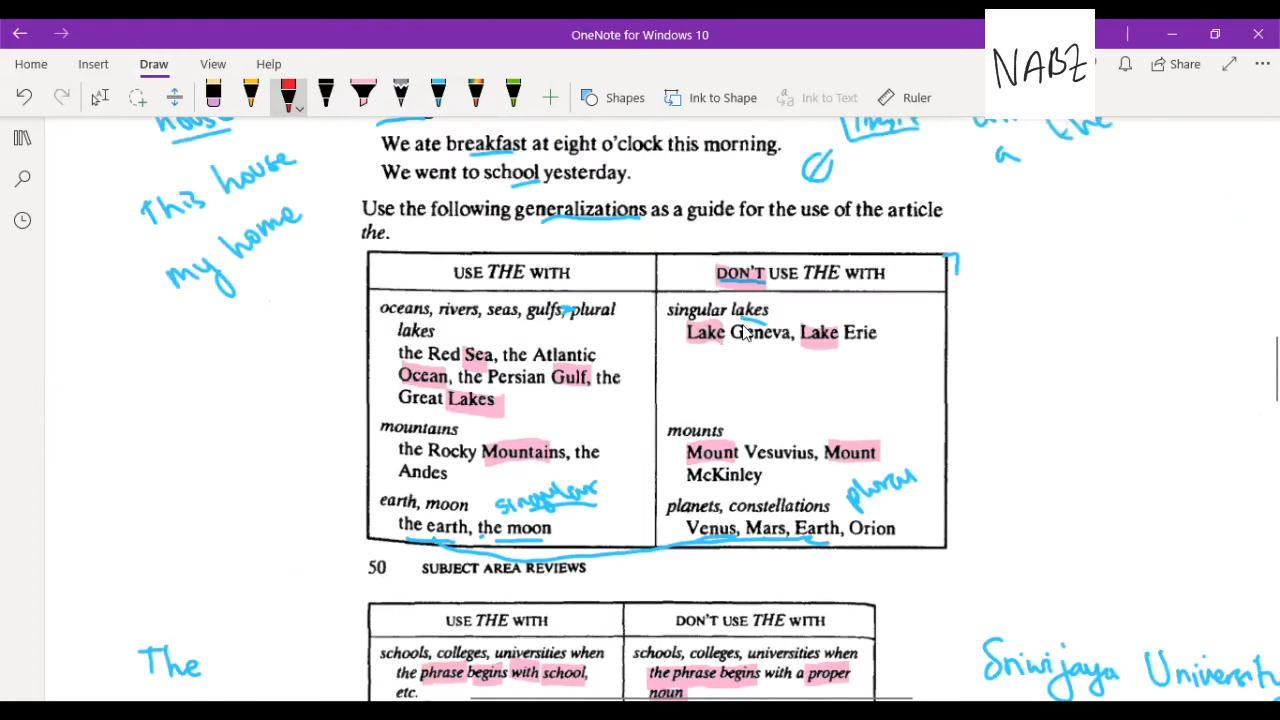 OneNote for Windows 10
NABZ
Home Insert Draw View Help
Share
Shapes Ink to Shape Ink to Text Ruler
house
the
a
We ate breakfast at eight o'clock this morning.
We went to school yesterday.
This house
my home
Use the following generalizations as a guide for the use of the article
the.
USE THE WITH
DON'T USE THE WITH
oceans, rivers, seas, gulfs, plural
lakes
the Red Sea, the Atlantic
Ocean, the Persian Gulf, the
Great Lakes
singular lakes
Lake Geneva, Lake Erie
mountains
the Rocky Mountains, the
Andes
mounts
Mount Vesuvius, Mount
McKinley
plural
earth, moon
singular
the earth, the moon
planets, constellations
Venus, Mars, Earth, Orion
50 SUBJECT AREA REVIEWS
USE THE WITH
DON'T USE THE WITH
The
schools, colleges, universities when
the phrase begins with school,
etc.
schools, colleges, universities when
the phrase begins with a proper
noun
Sriwijaya University